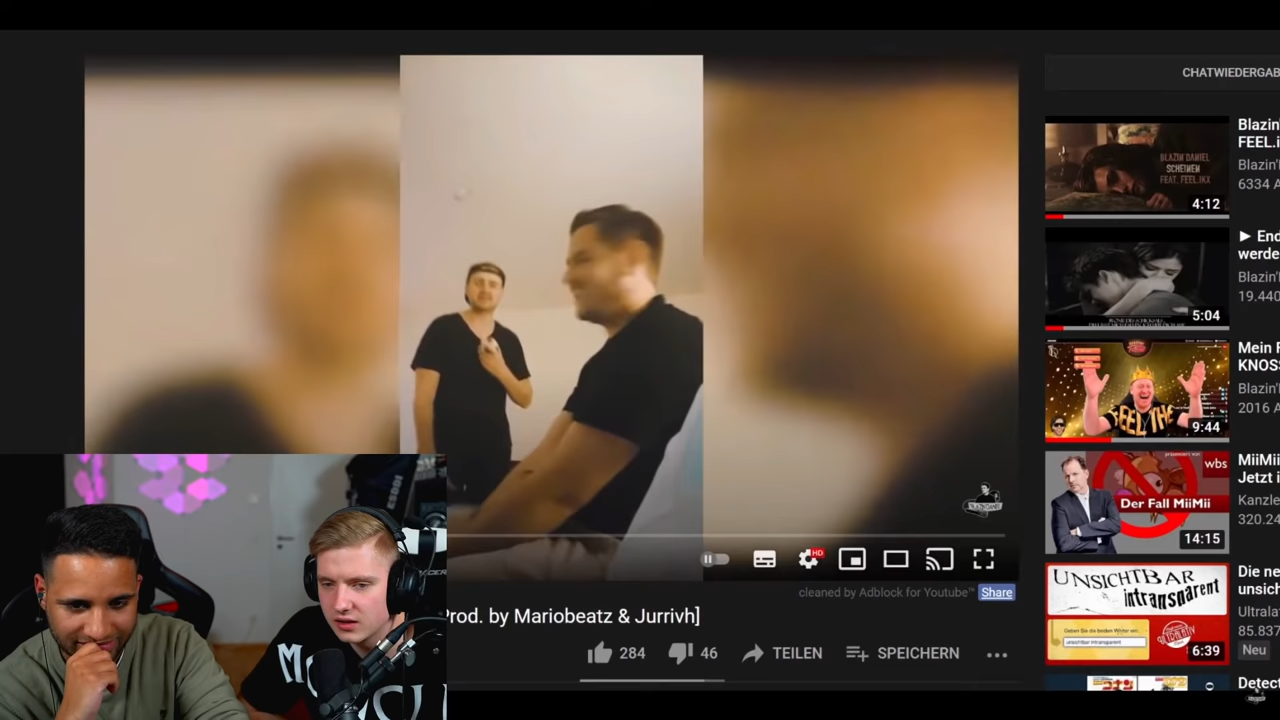 CHATWIEDERGAB
Blazin'
FEEL.i
Blazin'l
6334 A
BLAZIN'DANIEL
SCHEINEN
FEAT. FEEL.IKX
4:12
► End
werde
Blazin'l
19.440
5:04
Mein F
KNOSS
Blazin'l
2016 A
FEEL THE
9:44
MiiMii
Jetzt i
Kanzle
320.24
wbs
Der Fall MiiMii
14:15
HD
cleaned by Adblock for Youtube™ Share
Prod. by Mariobeatz & Jurrivh]
284 46 TEILEN SPEICHERN
Die ne
unsich
Ultrala
85.837
Neu
UNSICHTBAR
intransparent
6:39
Detect